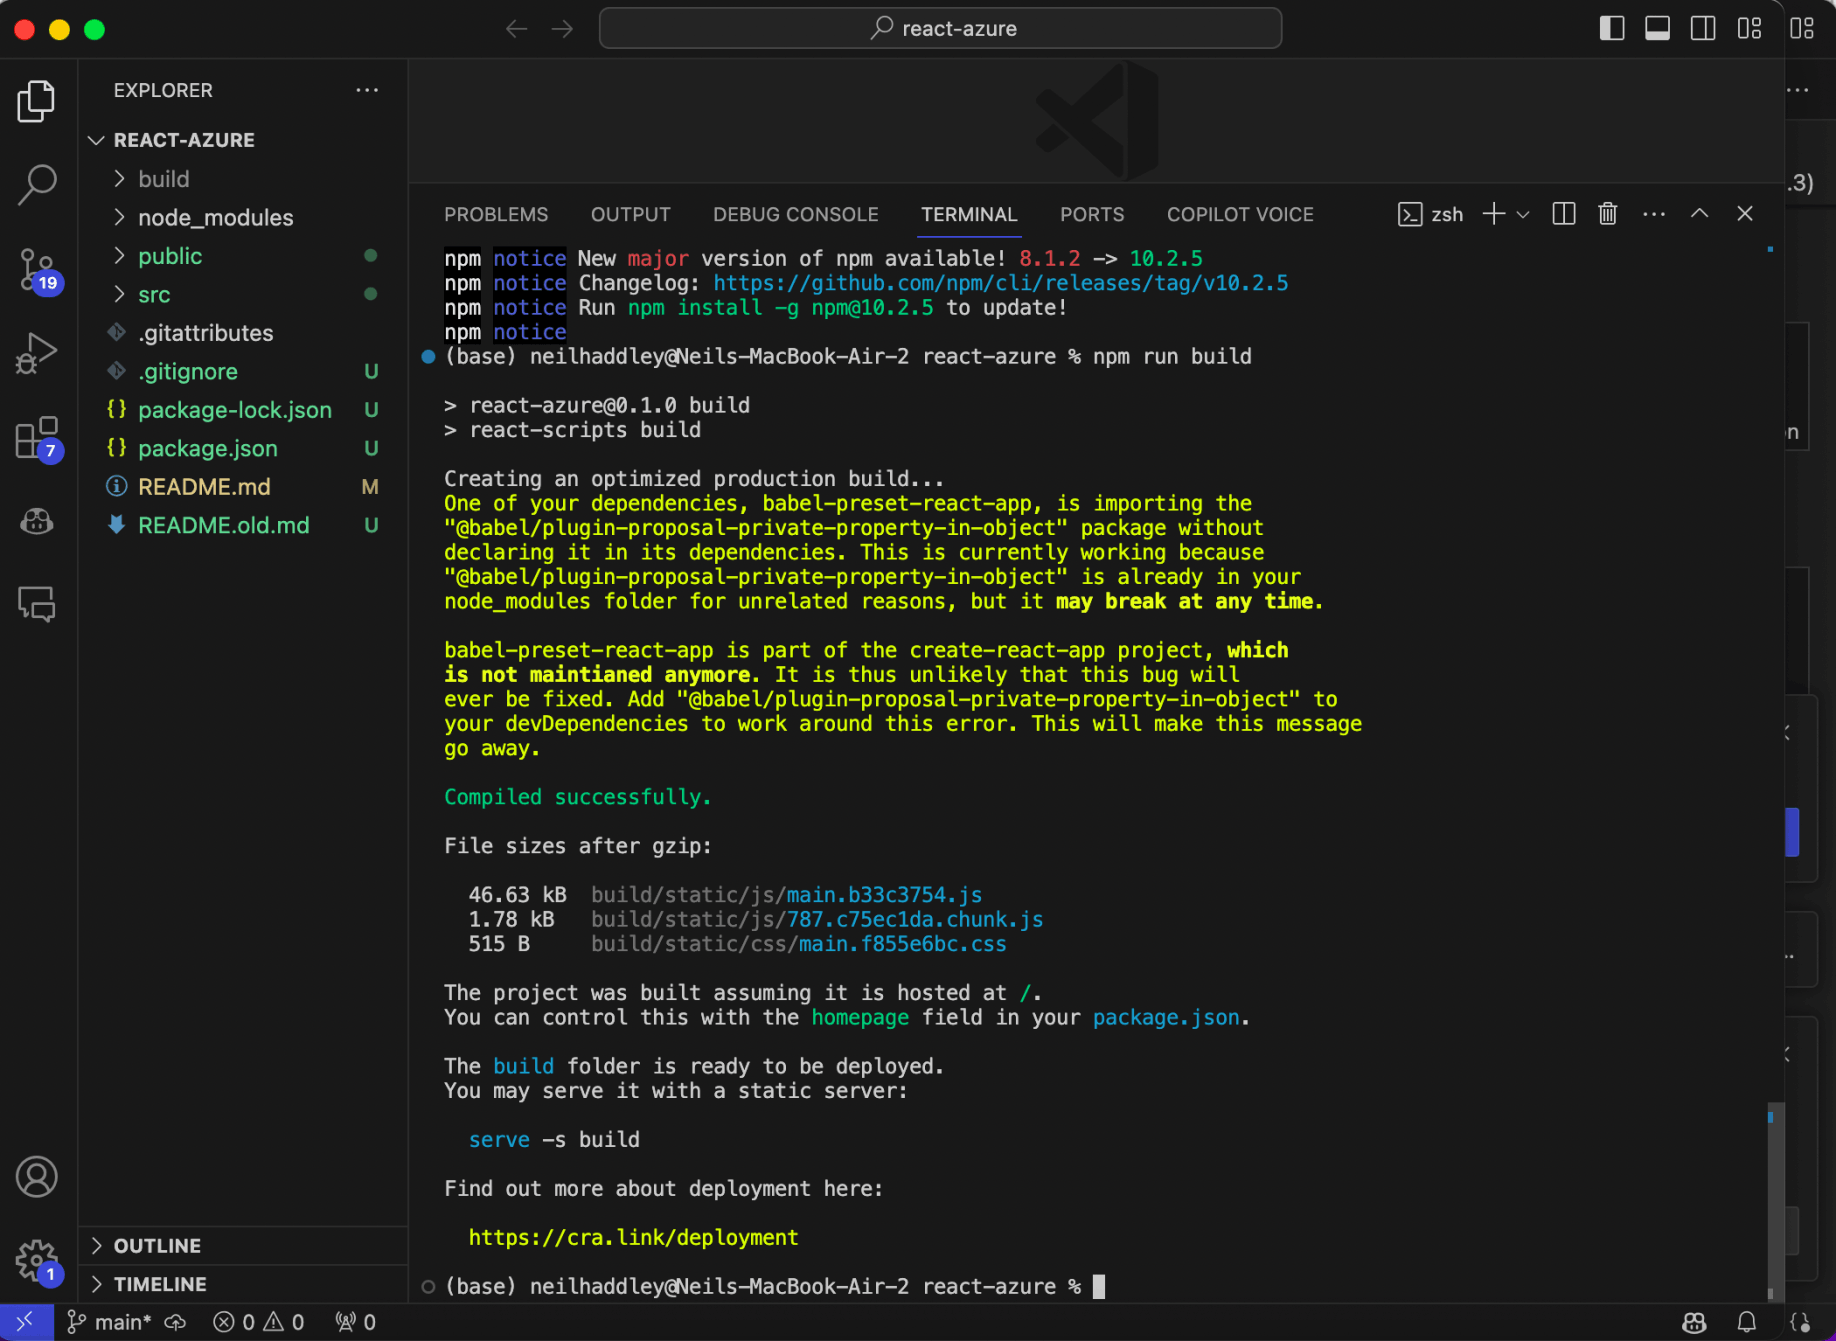 react-azure
EXPLORER
REACT-AZURE
build
node_modules
public
src
.gitattributes
.gitignore U
package-lock.json U
package.json U
README.md M
README.old.md U
19
7
1
OUTLINE
TIMELINE
PROBLEMS OUTPUT DEBUG CONSOLE TERMINAL PORTS COPILOT VOICE zsh
.3)
n
npm notice New major version of npm available! 8.1.2 -> 10.2.5
npm notice Changelog: https://github.com/npm/cli/releases/tag/v10.2.5
npm notice Run npm install -g npm@10.2.5 to update!
npm notice
(base) neilhaddley@Neils-MacBook-Air-2 react-azure % npm run build
> react-azure@0.1.0 build
> react-scripts build
Creating an optimized production build...
One of your dependencies, babel-preset-react-app, is importing the
"@babel/plugin-proposal-private-property-in-object" package without
declaring it in its dependencies. This is currently working because
"@babel/plugin-proposal-private-property-in-object" is already in your
node_modules folder for unrelated reasons, but it may break at any time.
babel-preset-react-app is part of the create-react-app project, which
is not maintianed anymore. It is thus unlikely that this bug will
ever be fixed. Add "@babel/plugin-proposal-private-property-in-object" to
your devDependencies to work around this error. This will make this message
go away.
Compiled successfully.
File sizes after gzip:
46.63 kB build/static/js/main.b33c3754.js
1.78 kB build/static/js/787.c75ec1da.chunk.js
515 B build/static/css/main.f855e6bc.css
The project was built assuming it is hosted at /.
You can control this with the homepage field in your package.json.
The build folder is ready to be deployed.
You may serve it with a static server:
serve -s build
Find out more about deployment here:
https://cra.link/deployment
(base) neilhaddley@Neils-MacBook-Air-2 react-azure %
main* 0 0 0